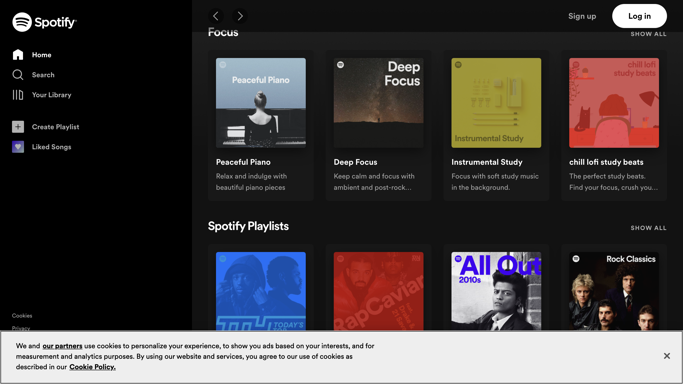 Spotify
Home
Search
Your Library
Create Playlist
Liked Songs
Cookies
Privacy
Sign up
Log in
Focus
SHOW ALL
Peaceful Piano
Deep
Focus
Instrumental Study
chill lofi
study beats
Peaceful Piano
Relax and indulge with
beautiful piano pieces
Deep Focus
Keep calm and focus with
ambient and post-rock...
Instrumental Study
Focus with soft study music
in the background.
chill lofi study beats
The perfect study beats.
Find your focus, crush you...
Spotify Playlists
SHOW ALL
TODAY'S
RapCaviar
All Out
2010s
Rock Classics
We and our partners use cookies to personalize your experience, to show you ads based on your interests, and for
measurement and analytics purposes. By using our website and services, you agree to our use of cookies as
described in our Cookie Policy.